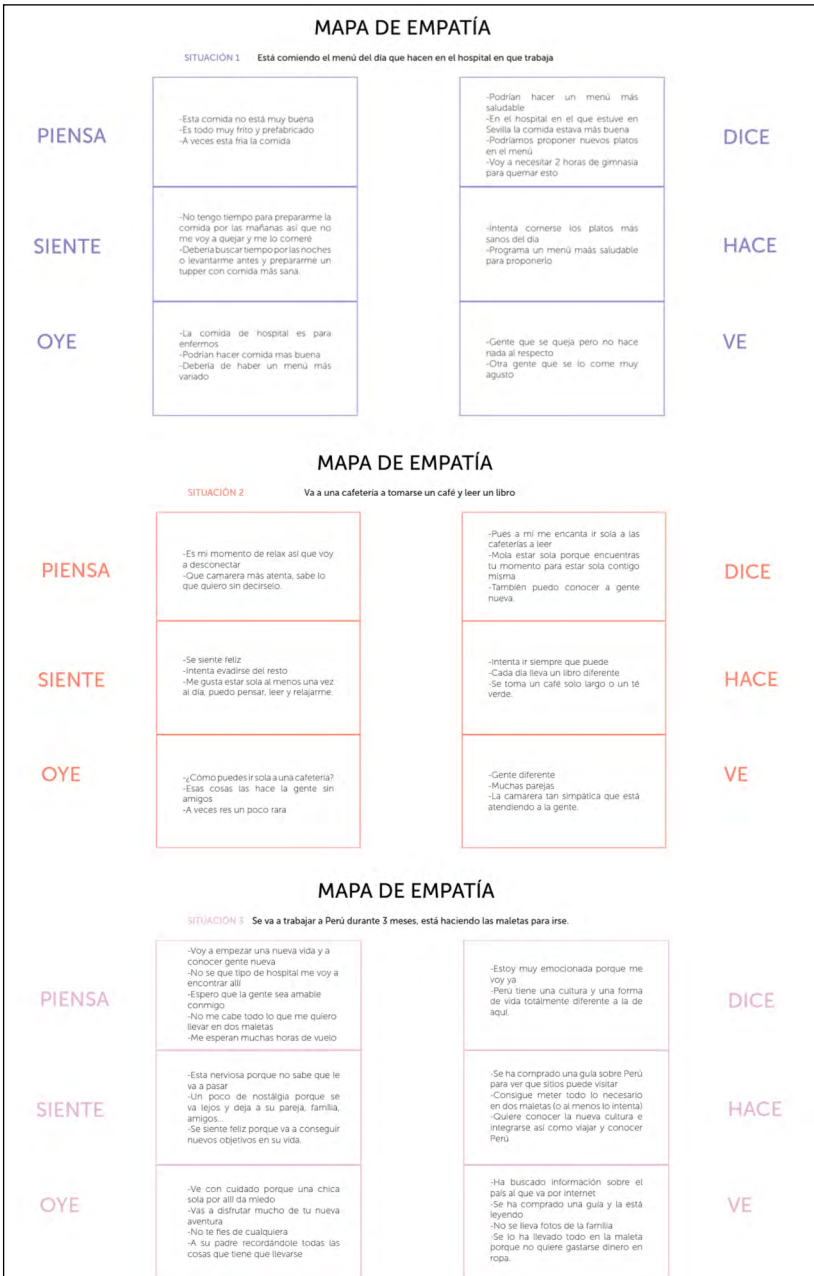 MAPA DE EMPATÍA
SITUACIÓN 1 Está comiendo el menú del día que hacen en el hospital en que trabaja
PIENSA
-Esta comida no está muy buena
-Es todo muy frito y prefabricado
-A veces esta fria la comida
-Podrían hacer un menú más
saludable
-En el hospital en el que estuve en
Sevilla la comida estava más buena
-Podríamos proponer nuevos platos
en el menú
-Voy a necesitar 2 horas de gimnasia
para quemar esto
DICE
SIENTE
-No tengo tiempo para prepararme la
comida por las mañanas así que no
me voy a quejar y me lo comeré
-Debería buscar tiempo por las noches
o levantarme antes y prepararme un
tupper con comida más sana.
-Intenta comerse los platos más
sanos del día
-Programa un menú maás saludable
para proponerlo
HACE
OYE
-La comida de hospital es para
enfermos
-Podrían hacer comida mas buena
-Debería de haber un menú más
variado
-Gente que se queja pero no hace
nada al respecto
-Otra gente que se lo come muy
agusto
VE
MAPA DE EMPATÍA
SITUACIÓN 2 Va a una cafetería a tomarse un café y leer un libro
PIENSA
-Es mi momento de relax así que voy
a desconectar
-Que camarera más atenta, sabe lo
que quiero sin decírselo.
-Pues a mi me encanta ir sola a las
cafeterías a leer
-Mola estar sola porque encuentras
tu momento para estar sola contigo
misma
-También puedo conocer a gente
nueva.
DICE
SIENTE
-Se siente feliz
-Intenta evadirse del resto
-Me gusta estar sola al menos una vez
al día, puedo pensar, leer y relajarme.
-Intenta ir siempre que puede
-Cada día lleva un libro diferente
-Se toma un café solo largo o un té
verde.
HACE
OYE
-¿Cómo puedes ir sola a una cafetería?
-Esas cosas las hace la gente sin
amigos
-A veces res un poco rara
-Gente diferente
-Muchas parejas
-La camarera tan simpática que está
atendiendo a la gente.
VE
MAPA DE EMPATÍA
SITUACIÓN 3 Se va a trabajar a Perú durante 3 meses, está haciendo las maletas para irse.
PIENSA
-Voy a empezar una nueva vida y a
conocer gente nueva
-No se que tipo de hospital me voy a
encontrar allí
-Espero que la gente sea amable
conmigo
-No me cabe todo lo que me quiero
llevar en dos maletas
-Me esperan muchas horas de vuelo
-Estoy muy emocionada porque me
voy ya
-Perú tiene una cultura y una forma
de vida totálmente diferente a la de
aquí.
DICE
SIENTE
-Esta nerviosa porque no sabe que le
va a pasar
-Un poco de nostálgia porque se
va lejos y deja a su pareja, família,
amigos...
-Se siente feliz porque va a conseguir
nuevos objetivos en su vida.
-Se ha comprado una guía sobre Perú
para ver que sitios puede visitar
-Consigue meter todo lo necesario
en dos maletas (o al menos lo intenta)
-Quiere conocer la nueva cultura e
integrarse así como viajar y conocer
Perú
HACE
OYE
-Ve con cuidado porque una chica
sola por allí da miedo
-Vas a disfrutar mucho de tu nueva
aventura
-No te fies de cualquiera
-A su padre recordándole todas las
cosas que tiene que llevarse
-Ha buscado información sobre el
país al que va por internet
-Se ha comprado una guía y la está
leyendo
-No se lleva fotos de la familia
-Se lo ha llevado todo en la maleta
porque no quiere gastarse dinero en
ropa.
VE